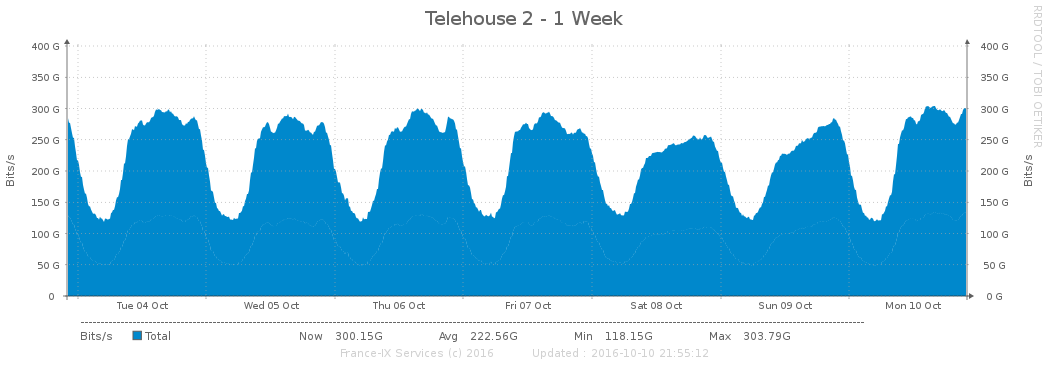 Telehouse 2 - 1 Week
RRDTOOL / TOBI OETIKER
Bits/s
400 G
350 G
300 G
250 G
200 G
150 G
100 G
50 G
0
400 G
350 G
300 G
250 G
200 G
150 G
100 G
50 G
0 G
Bits/s
Tue 04 Oct Wed 05 Oct Thu 06 Oct Fri 07 Oct Sat 08 Oct Sun 09 Oct Mon 10 Oct
Bits/s Total Now 300.15G Avg 222.56G Min 118.15G Max 303.79G
France-IX Services (c) 2016 Updated : 2016-10-10 21:55:12